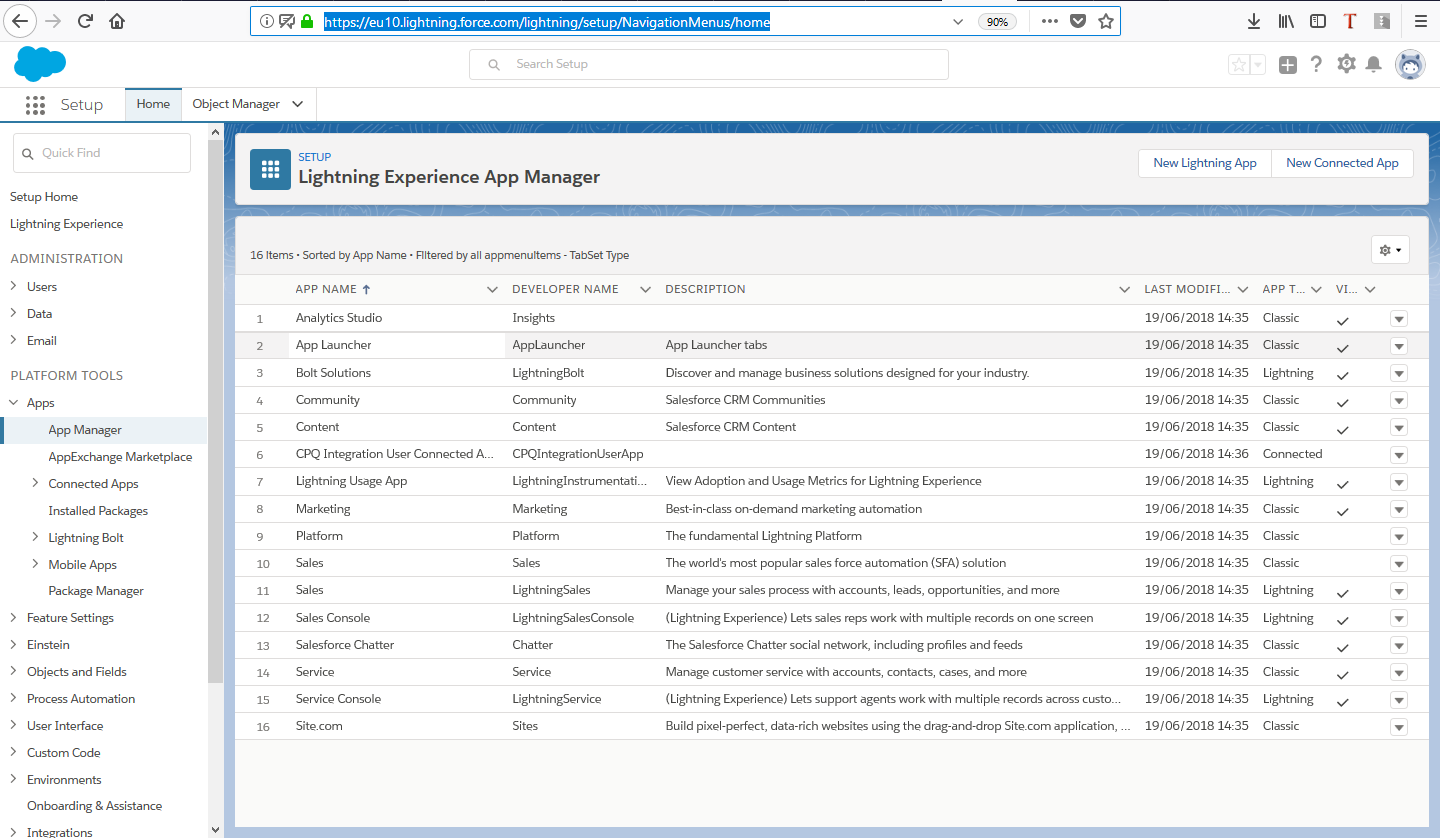 https://eu10.lightning.force.com/lightning/setup/NavigationMenus/home 90%
Search Setup
Setup Home Object Manager
Quick Find
Setup Home
Lightning Experience
ADMINISTRATION
Users
Data
Email
PLATFORM TOOLS
Apps
App Manager
AppExchange Marketplace
Connected Apps
Installed Packages
Lightning Bolt
Mobile Apps
Package Manager
Feature Settings
Einstein
Objects and Fields
Process Automation
User Interface
Custom Code
Environments
Onboarding & Assistance
Integrations
SETUP
Lightning Experience App Manager
New Lightning App New Connected App
16 Items • Sorted by App Name • Filtered by all appmenuitems - TabSet Type
APP NAME DEVELOPER NAME DESCRIPTION LAST MODIFI... APP T... VI...
1 Analytics Studio Insights 19/06/2018 14:35 Classic
2 App Launcher AppLauncher App Launcher tabs 19/06/2018 14:35 Classic
3 Bolt Solutions LightningBolt Discover and manage business solutions designed for your industry. 19/06/2018 14:35 Lightning
4 Community Community Salesforce CRM Communities 19/06/2018 14:35 Classic
5 Content Content Salesforce CRM Content 19/06/2018 14:35 Classic
6 CPQ Integration User Connected A... CPQIntegrationUserApp 19/06/2018 14:36 Connected
7 Lightning Usage App LightningInstrumentati... View Adoption and Usage Metrics for Lightning Experience 19/06/2018 14:35 Lightning
8 Marketing Marketing Best-in-class on-demand marketing automation 19/06/2018 14:35 Classic
9 Platform Platform The fundamental Lightning Platform 19/06/2018 14:35 Classic
10 Sales Sales The world's most popular sales force automation (SFA) solution 19/06/2018 14:35 Classic
11 Sales LightningSales Manage your sales process with accounts, leads, opportunities, and more 19/06/2018 14:35 Lightning
12 Sales Console LightningSalesConsole (Lightning Experience) Lets sales reps work with multiple records on one screen 19/06/2018 14:35 Lightning
13 Salesforce Chatter Chatter The Salesforce Chatter social network, including profiles and feeds 19/06/2018 14:35 Classic
14 Service Service Manage customer service with accounts, contacts, cases, and more 19/06/2018 14:35 Classic
15 Service Console LightningService (Lightning Experience) Lets support agents work with multiple records across custo... 19/06/2018 14:35 Lightning
16 Site.com Sites Build pixel-perfect, data-rich websites using the drag-and-drop Site.com application, ... 19/06/2018 14:35 Classic